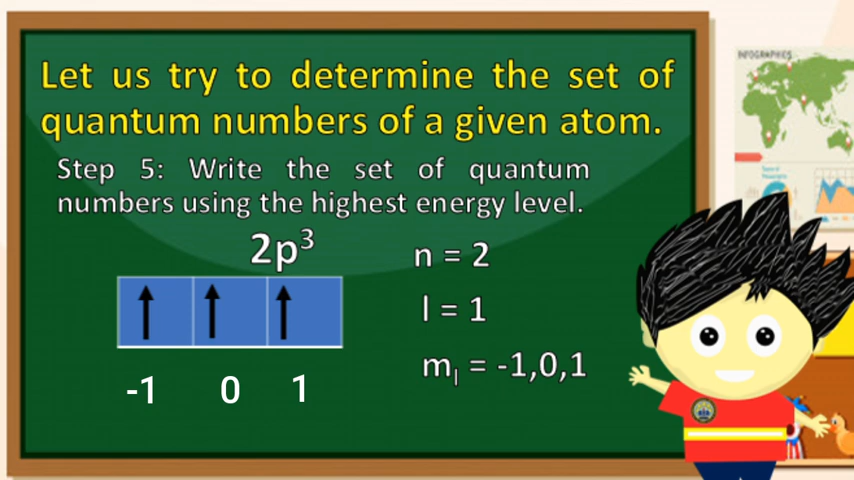 Let us try to determine the set of
quantum numbers of a given atom.
Step 5: Write the set of quantum
numbers using the highest energy level.
2p³
n = 2
l = 1
mₗ = -1,0,1
-1 0 1
INFOGRAPHICS